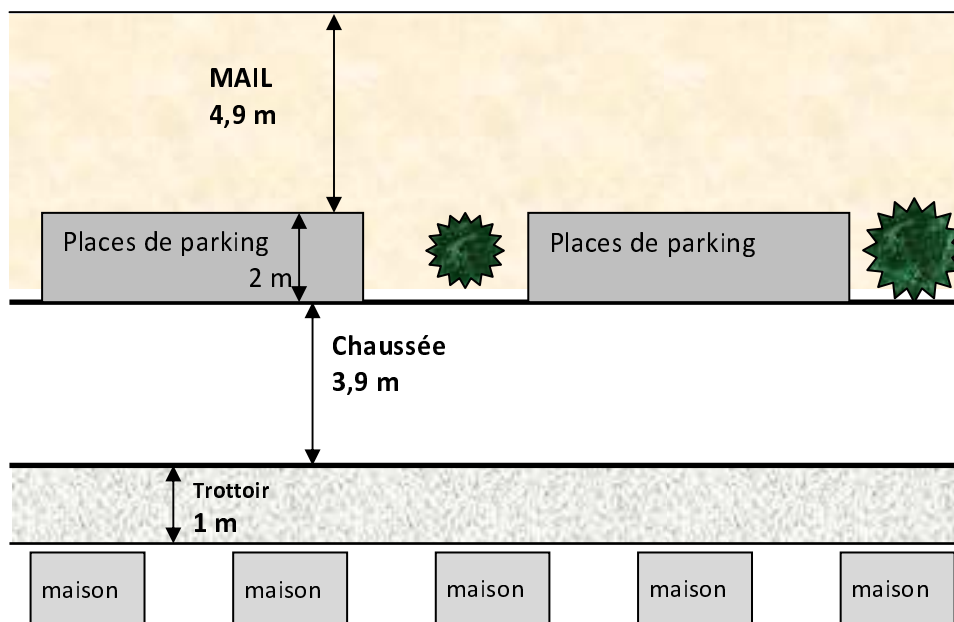 MAIL
4,9 m
Places de parking
2 m
Places de parking
Chaussée
3,9 m
Trottoir
1 m
maison
maison
maison
maison
maison